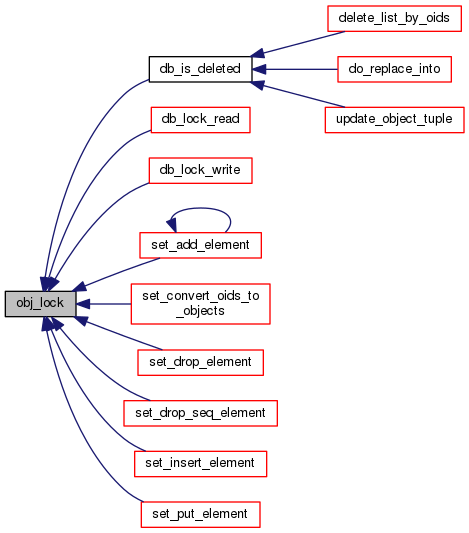 delete_list_by_oids
db_is_deleted
do_replace_into
update_object_tuple
db_lock_read
db_lock_write
set_add_element
obj_lock
set_convert_oids_to
_objects
set_drop_element
set_drop_seq_element
set_insert_element
set_put_element